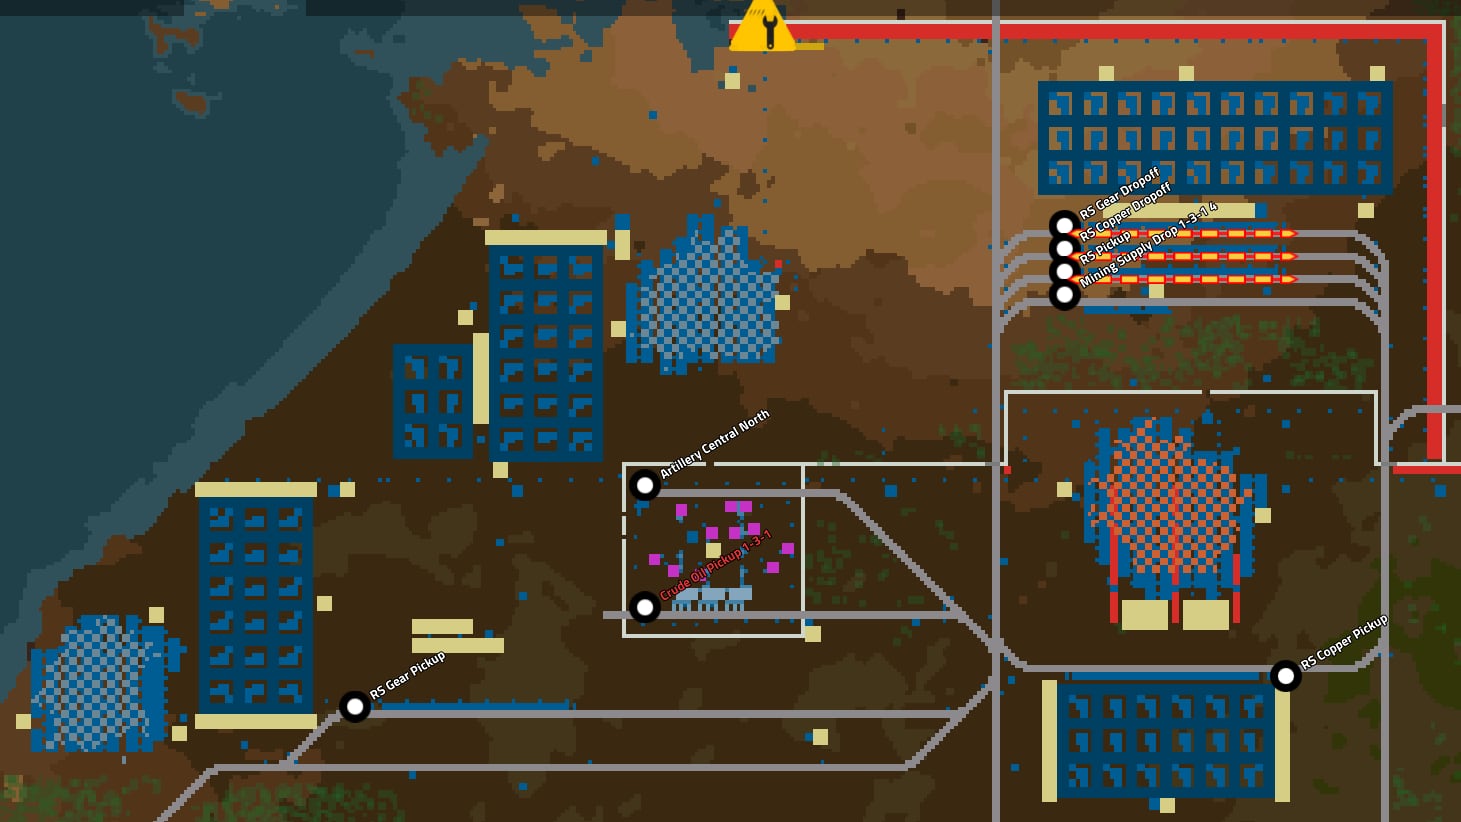 RS Gear Dropoff
RS Copper Dropoff
RS Pickup
Mining Supply Drop 1-3-1 4
Artillery Central North
Crude Oil Pickup 1-3-1
RS Gear Pickup
RS Copper Pickup